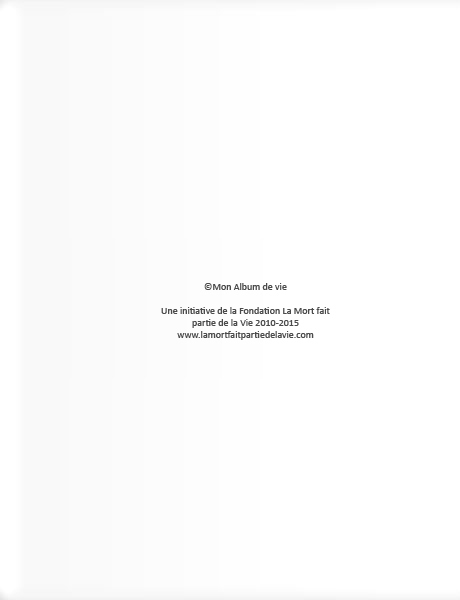 ©Mon Album de vie
Une initiative de la Fondation La Mort fait
partie de la Vie 2010-2015
www.lamortfaitpartiedelavie.com